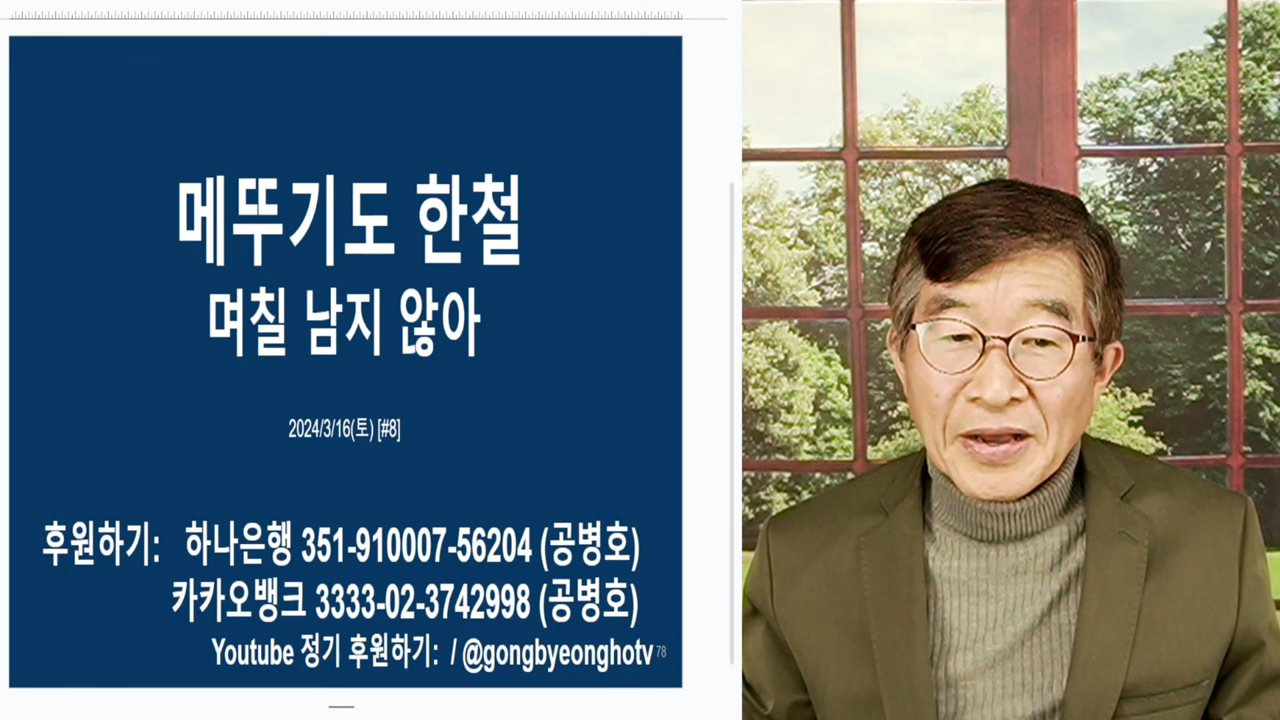 메뚜기도 한철
며칠 남지 않아
2024/3/16(토) [#8]
후원하기: 하나은행 351-910007-56204 (공병호)
카카오뱅크 3333-02-3742998 (공병호)
Youtube 정기 후원하기: / @gongbyeonghotv
78